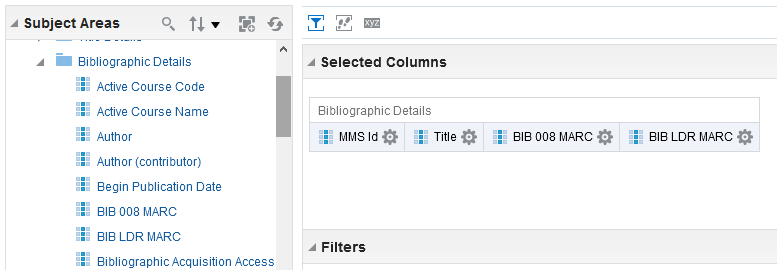 Subject Areas
Title Details
Bibliographic Details
Active Course Code
Active Course Name
Author
Author (contributor)
Begin Publication Date
BIB 008 MARC
BIB LDR MARC
Bibliographic Acquisition Access
xyz
Selected Columns
Bibliographic Details
MMS Id Title BIB 008 MARC BIB LDR MARC
Filters